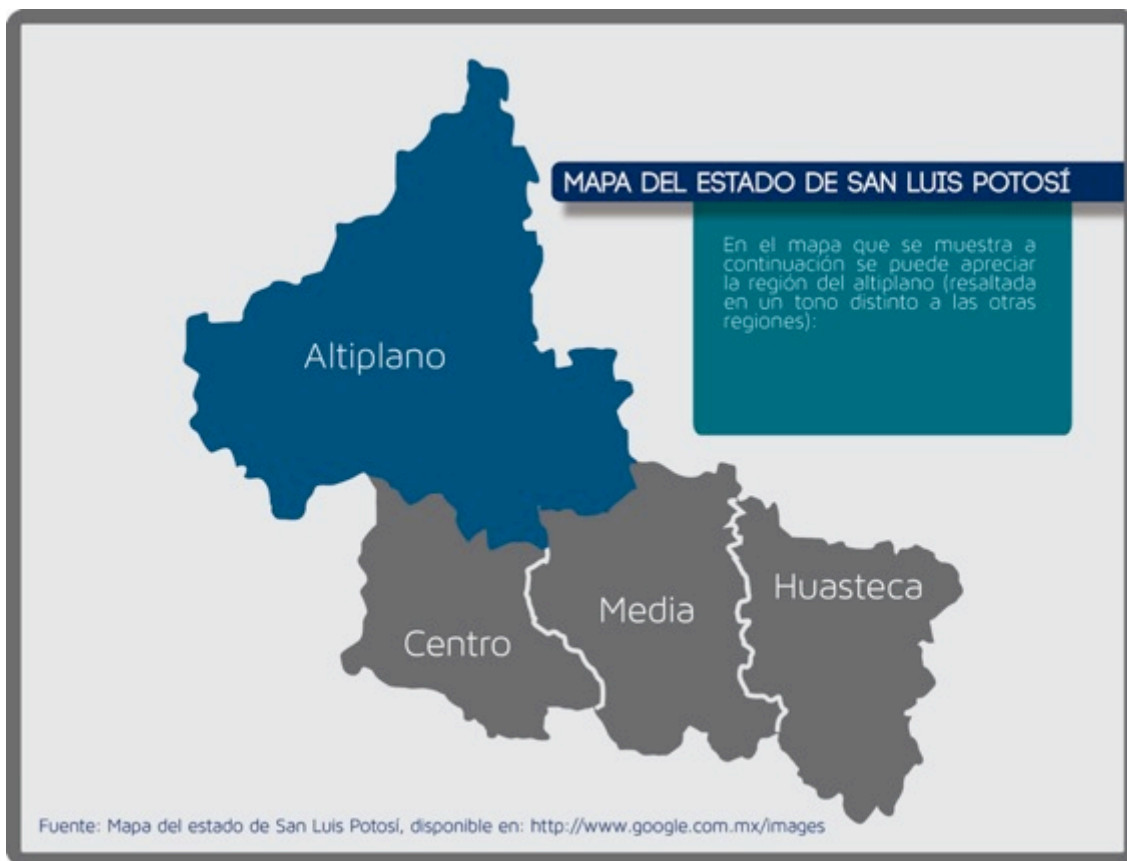 MAPA DEL ESTADO DE SAN LUIS POTOSÍ
En el mapa que se muestra a
continuación se puede apreciar
la región del altiplano (resaltada
en un tono distinto a las otras
regiones):
Altiplano
Huasteca
Media
Centro
Fuente: Mapa del estado de San Luis Potosí, disponible en: http://www.google.com.mx/images